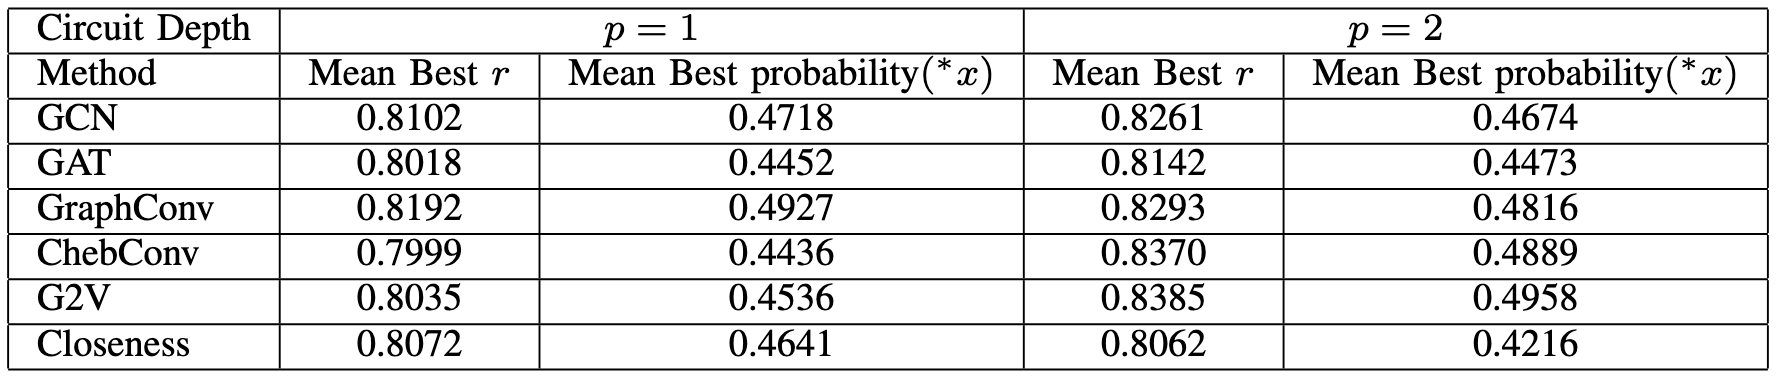 Circuit Depth p = 1 p = 2
Method Mean Best r Mean Best probability(*x) Mean Best r Mean Best probability(*x)
GCN 0.8102 0.4718 0.8261 0.4674
GAT 0.8018 0.4452 0.8142 0.4473
GraphConv 0.8192 0.4927 0.8293 0.4816
ChebConv 0.7999 0.4436 0.8370 0.4889
G2V 0.8035 0.4536 0.8385 0.4958
Closeness 0.8072 0.4641 0.8062 0.4216